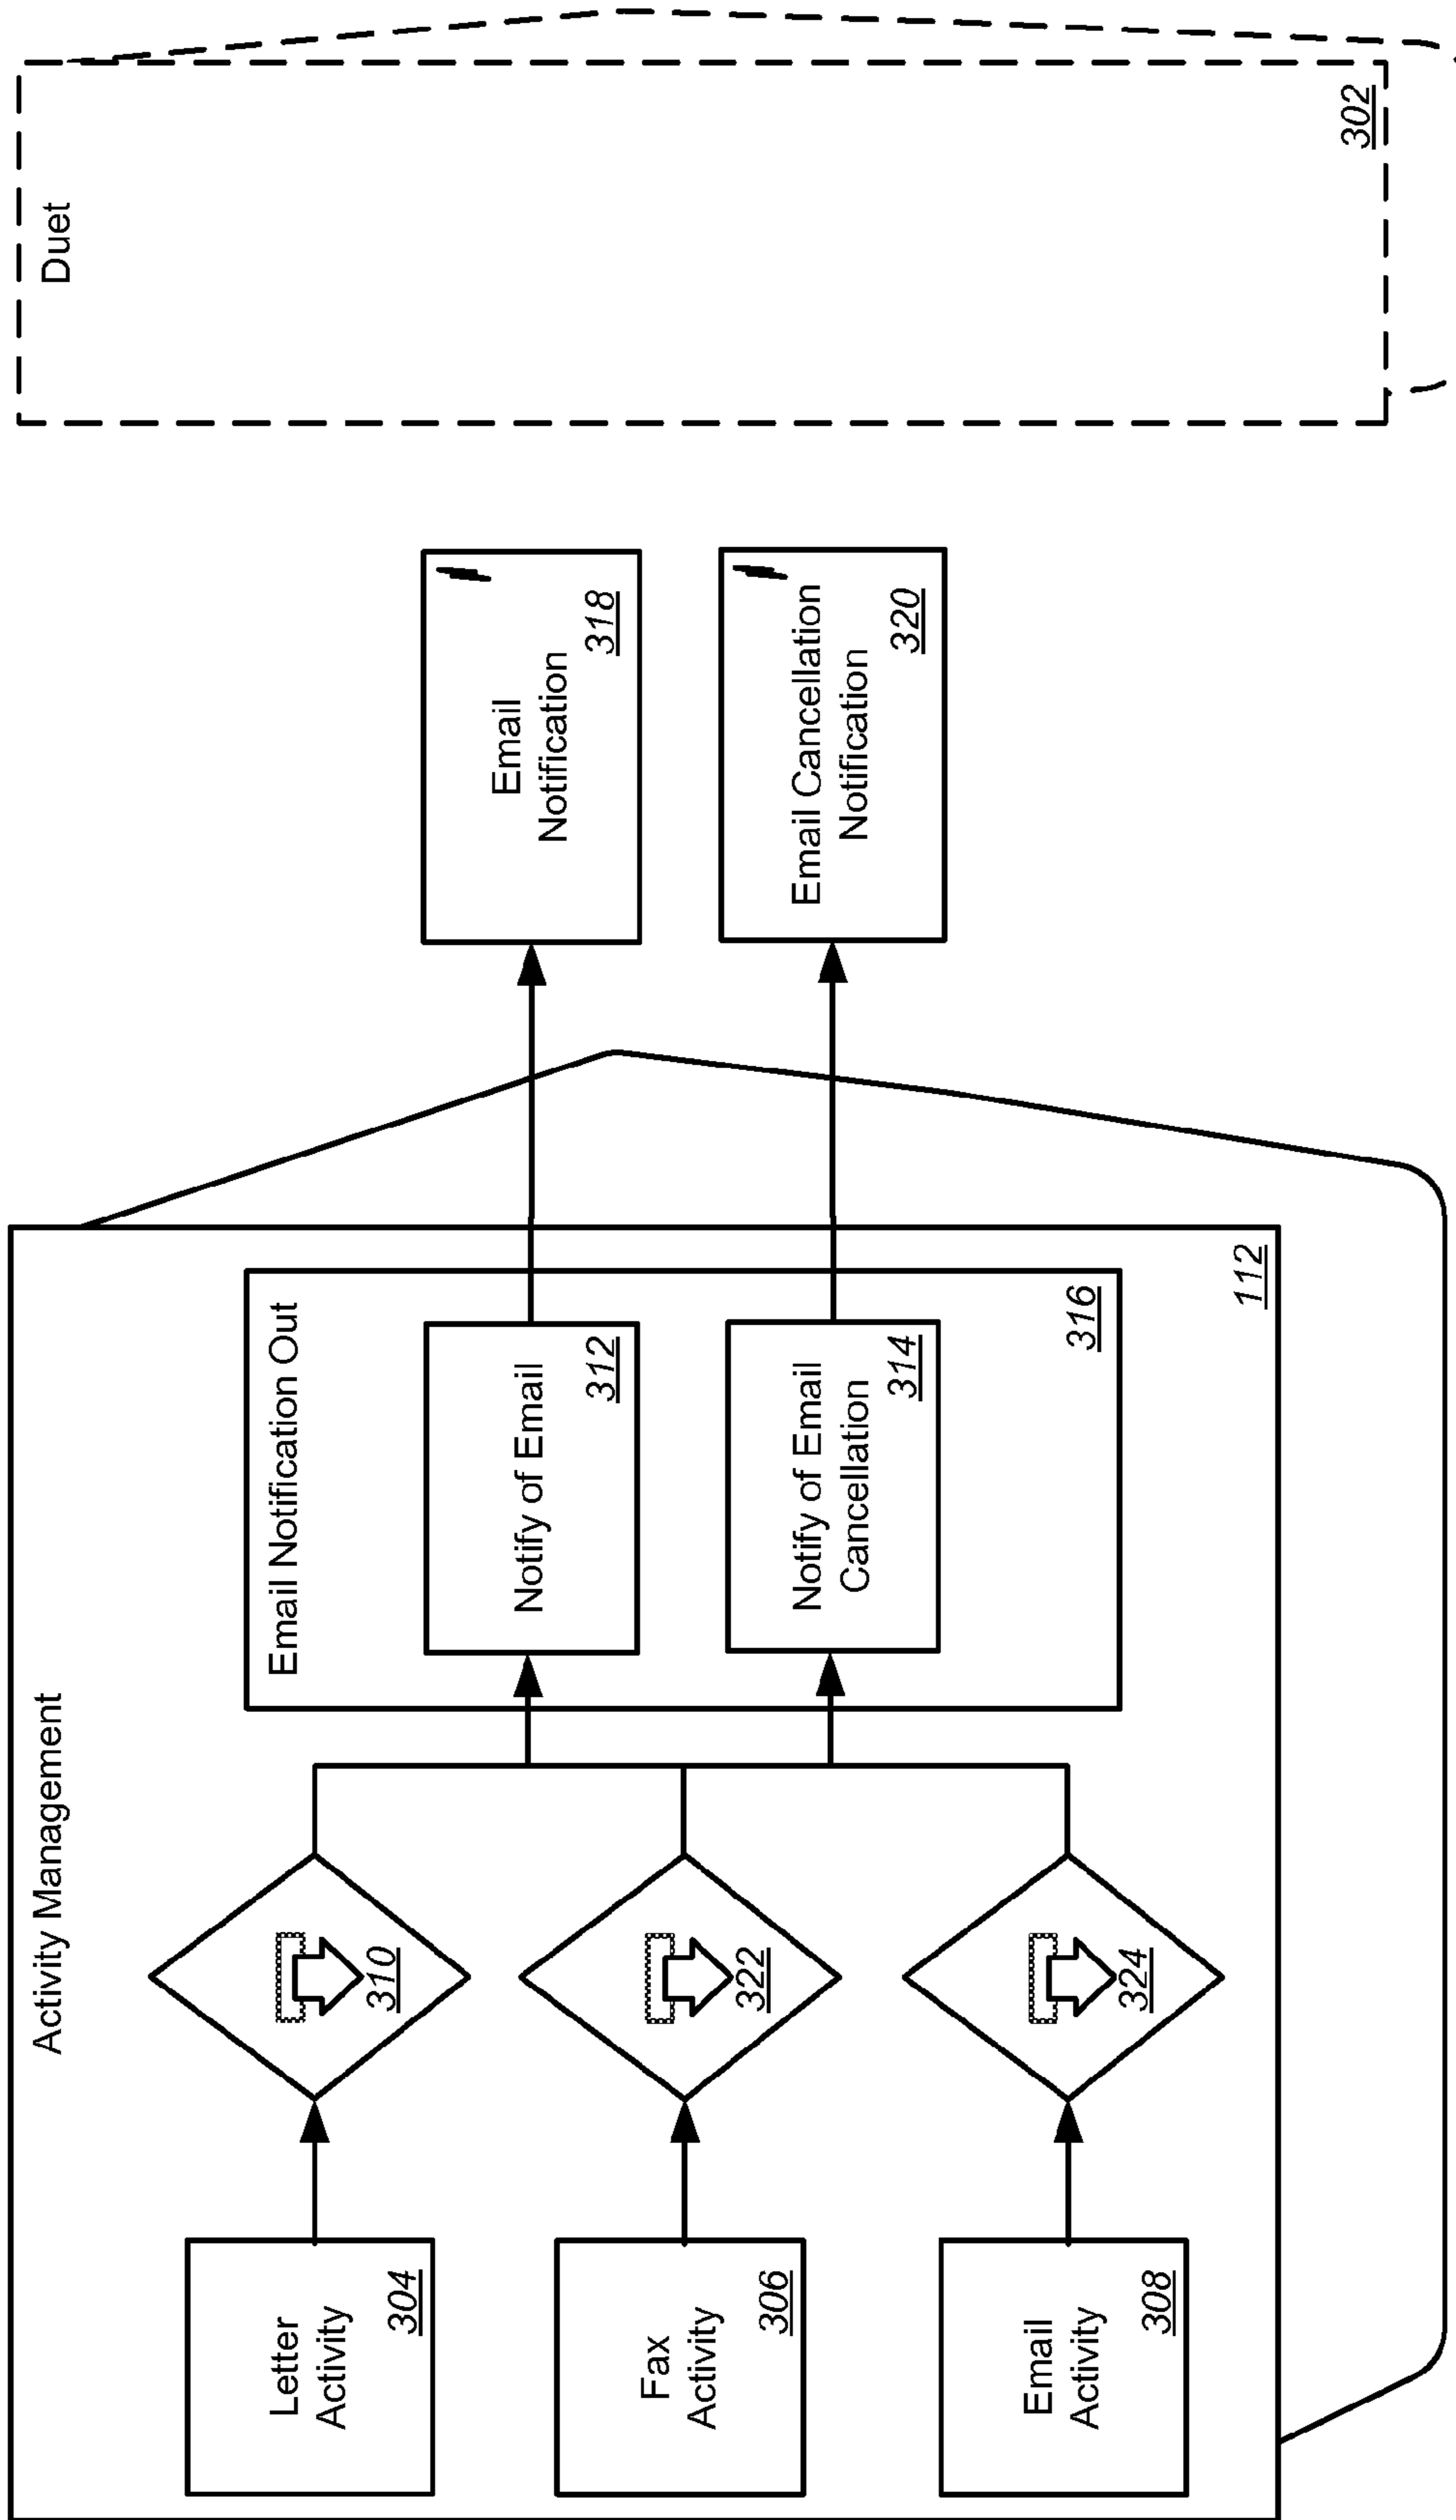 Activity Management
Letter
Activity
304
310
Fax
Activity
306
322
Email
Activity
308
324
Email Notification Out
Notify of Email
312
Notify of Email
Cancellation
314
316
112
Email
Notification
318
Email Cancellation
Notification
320
Duet
302